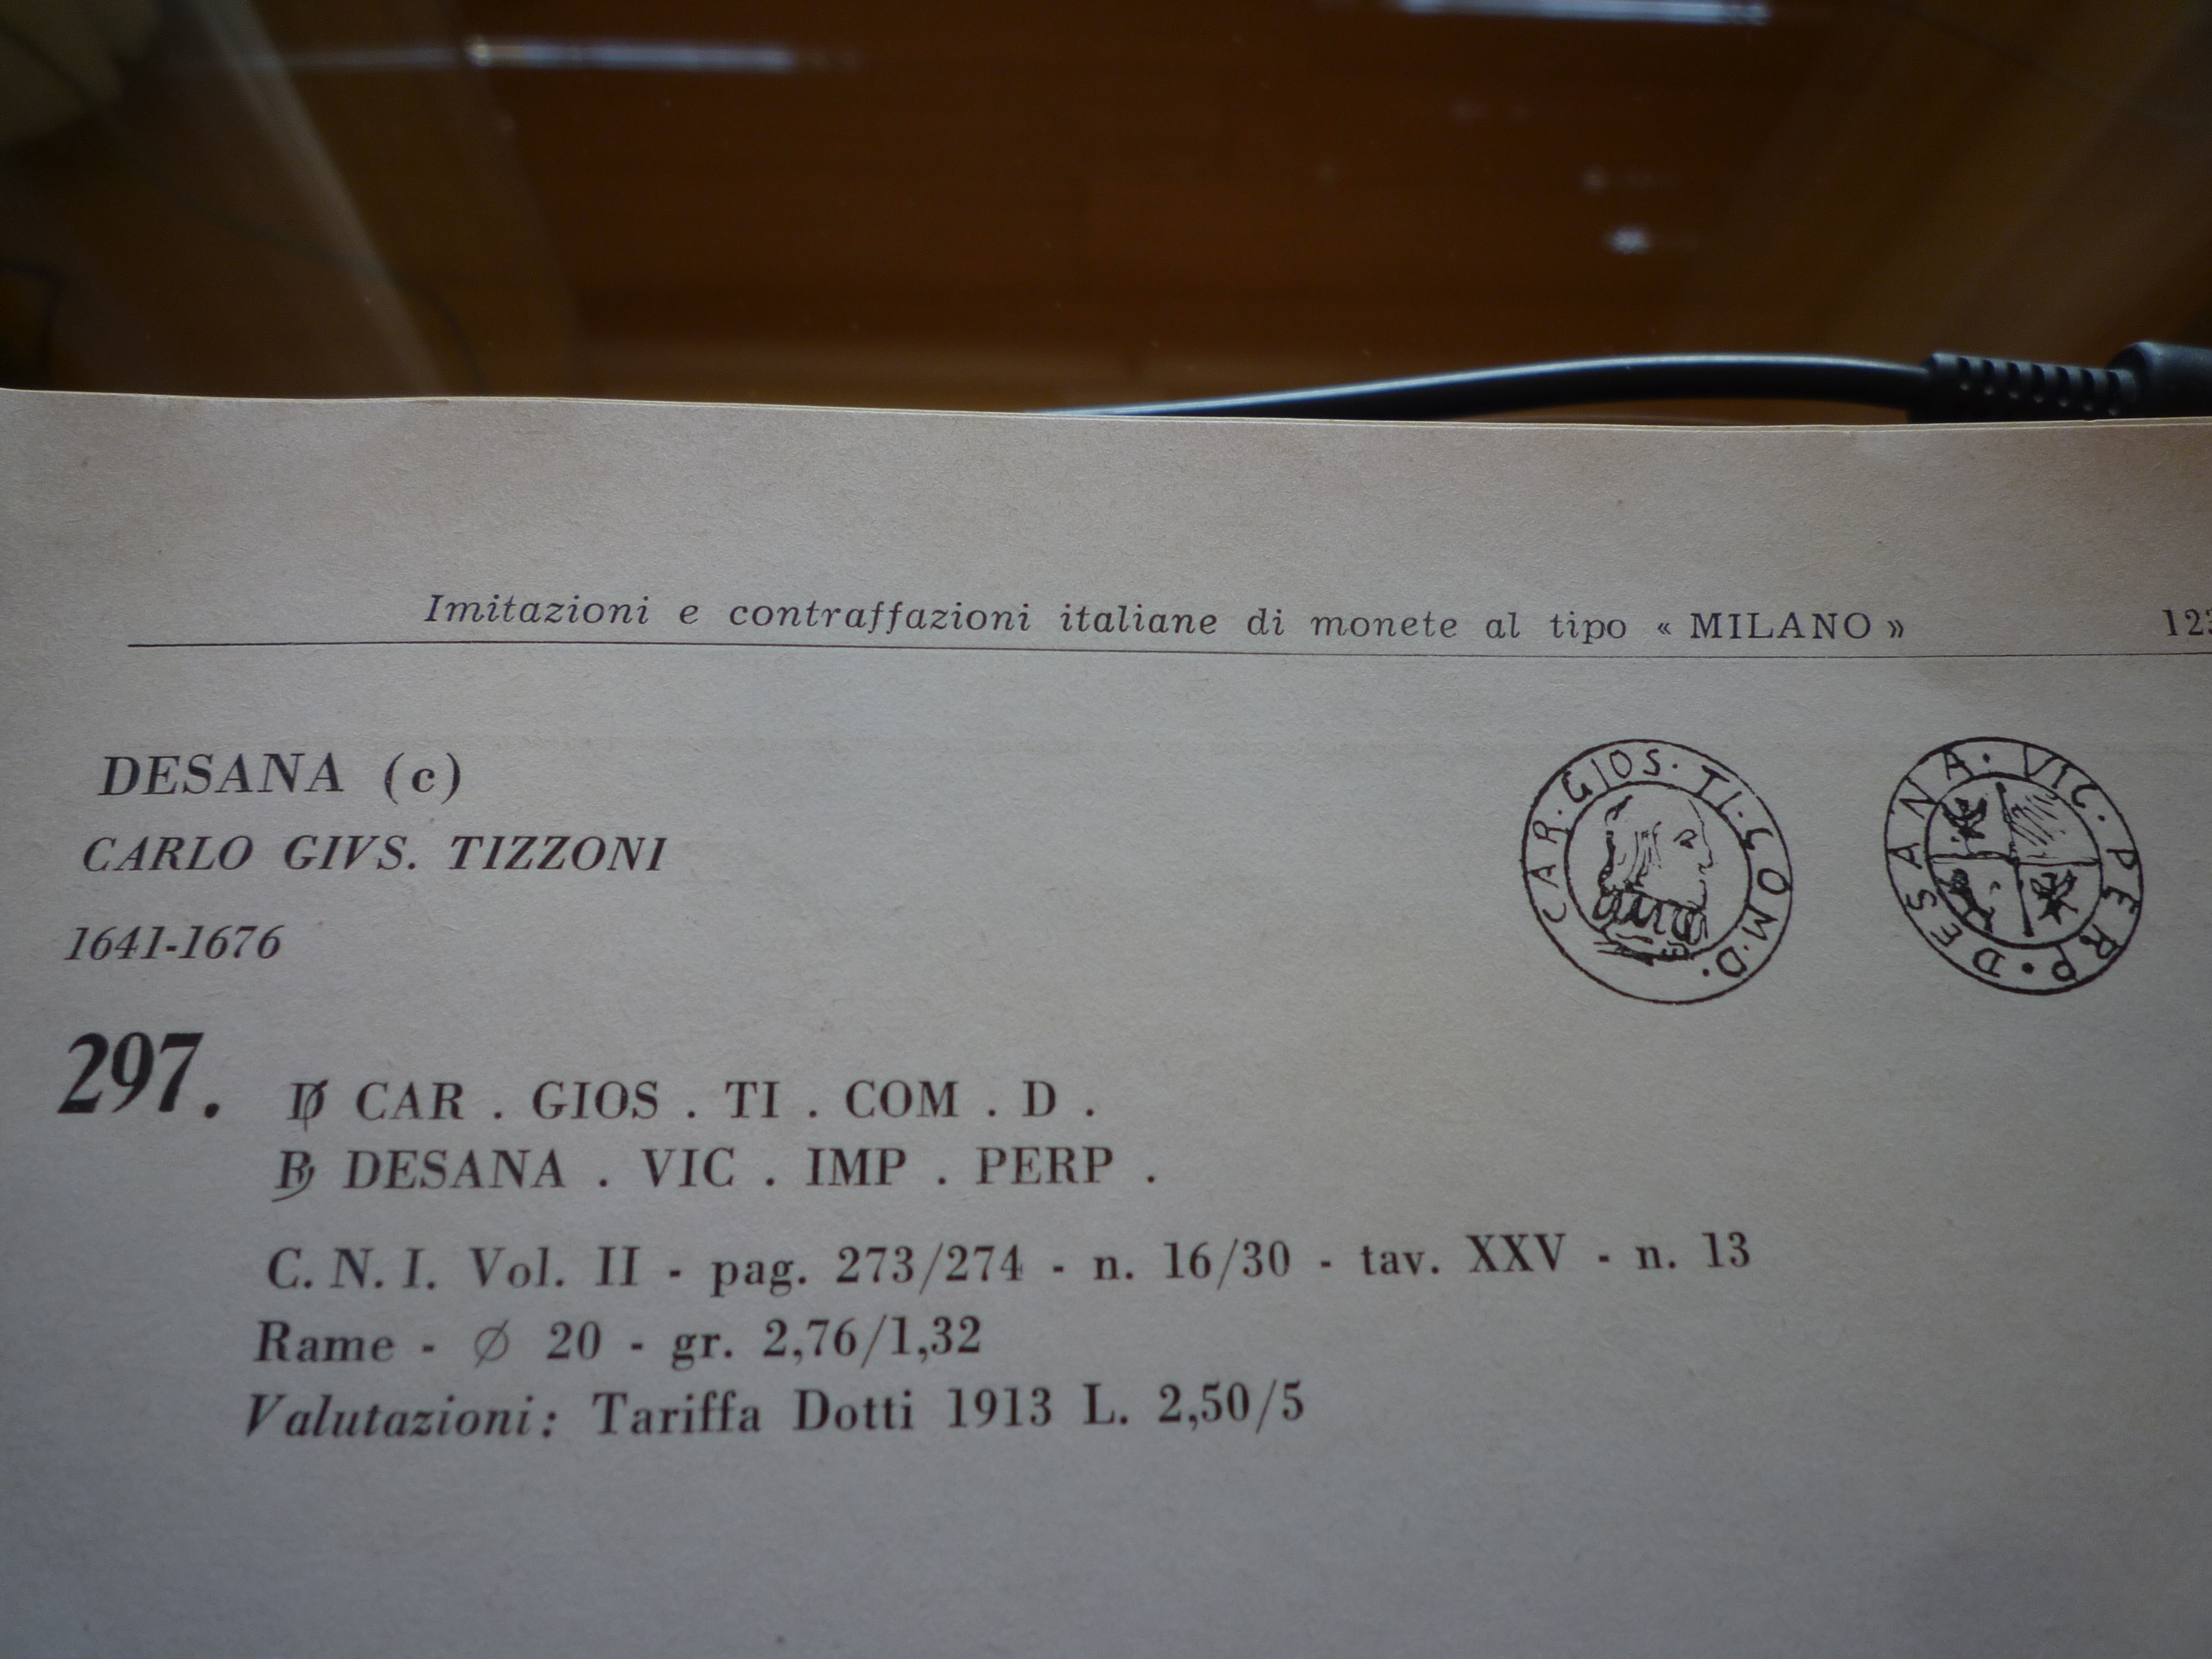 Imitazioni e contraffazioni italiane di monete al tipo « MILANO »
DESANA (c)
CARLO GIVS. TIZZONI
1641-1676
CAR. GIOS. TI. COM. D.
DESANA. VIC. PERP.
297. D CAR . GIOS . TI . COM . D .
R DESANA . VIC . IMP . PERP .
C. N. I. Vol. II - pag. 273/274 - n. 16/30 - tav. XXV - n. 13
Rame - Ø 20 - gr. 2,76/1,32
Valutazioni: Tariffa Dotti 1913 L. 2,50/5